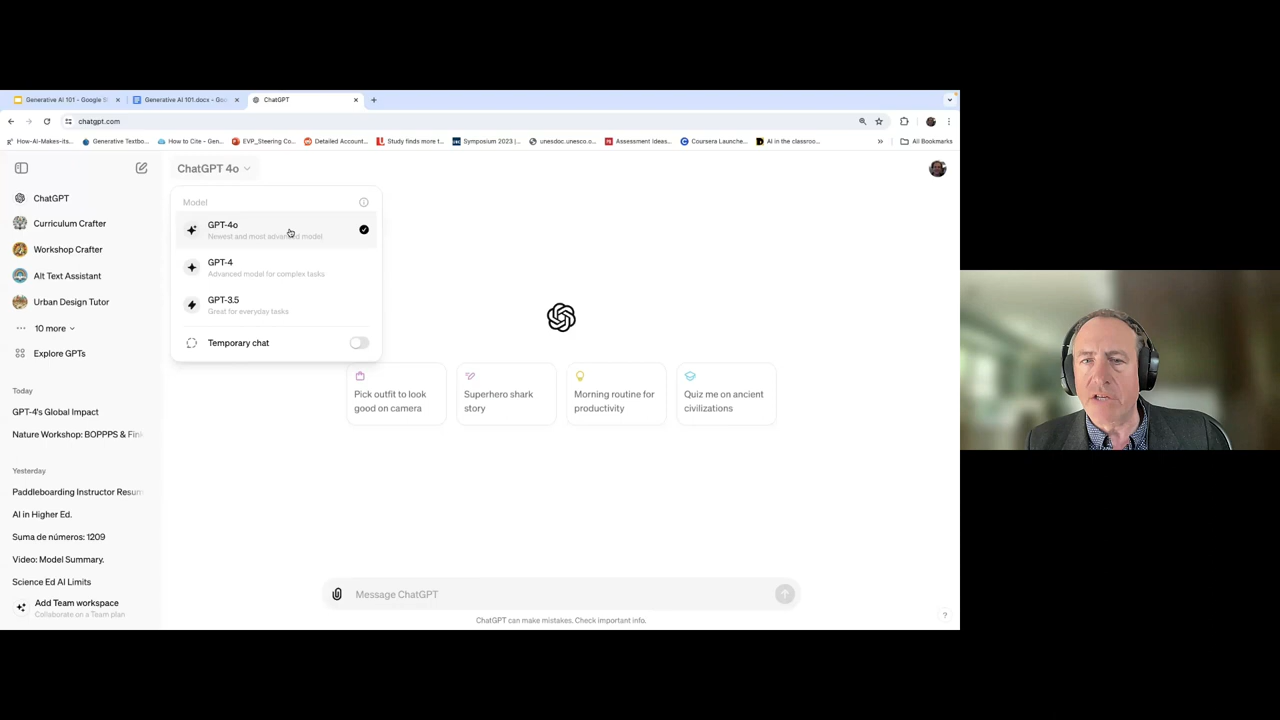 Generative AI 101 - Google S
Generative AI 101.docx - Goo
ChatGPT
chatgpt.com
How-AI-Makes-its...
Generative Textbo...
How to Cite – Gen...
EVP_Steering Co...
Detailed Account...
Study finds more t...
Symposium 2023 |...
unesdoc.unesco.o...
Assessment Ideas...
Coursera Launche...
AI in the classroo...
All Bookmarks
ChatGPT 4o
ChatGPT
Curriculum Crafter
Workshop Crafter
Alt Text Assistant
Urban Design Tutor
10 more
Explore GPTs
Today
GPT-4's Global Impact
Nature Workshop: BOPPPS & Fink
Yesterday
Paddleboarding Instructor Resum
AI in Higher Ed.
Suma de números: 1209
Video: Model Summary.
Science Ed AI Limits
Add Team workspace
Collaborate on a Team plan
Model
GPT-4o
Newest and most advanced model
GPT-4
Advanced model for complex tasks
GPT-3.5
Great for everyday tasks
Temporary chat
Pick outfit to look
good on camera
Superhero shark
story
Morning routine for
productivity
Quiz me on ancient
civilizations
Message ChatGPT
ChatGPT can make mistakes. Check important info.
?